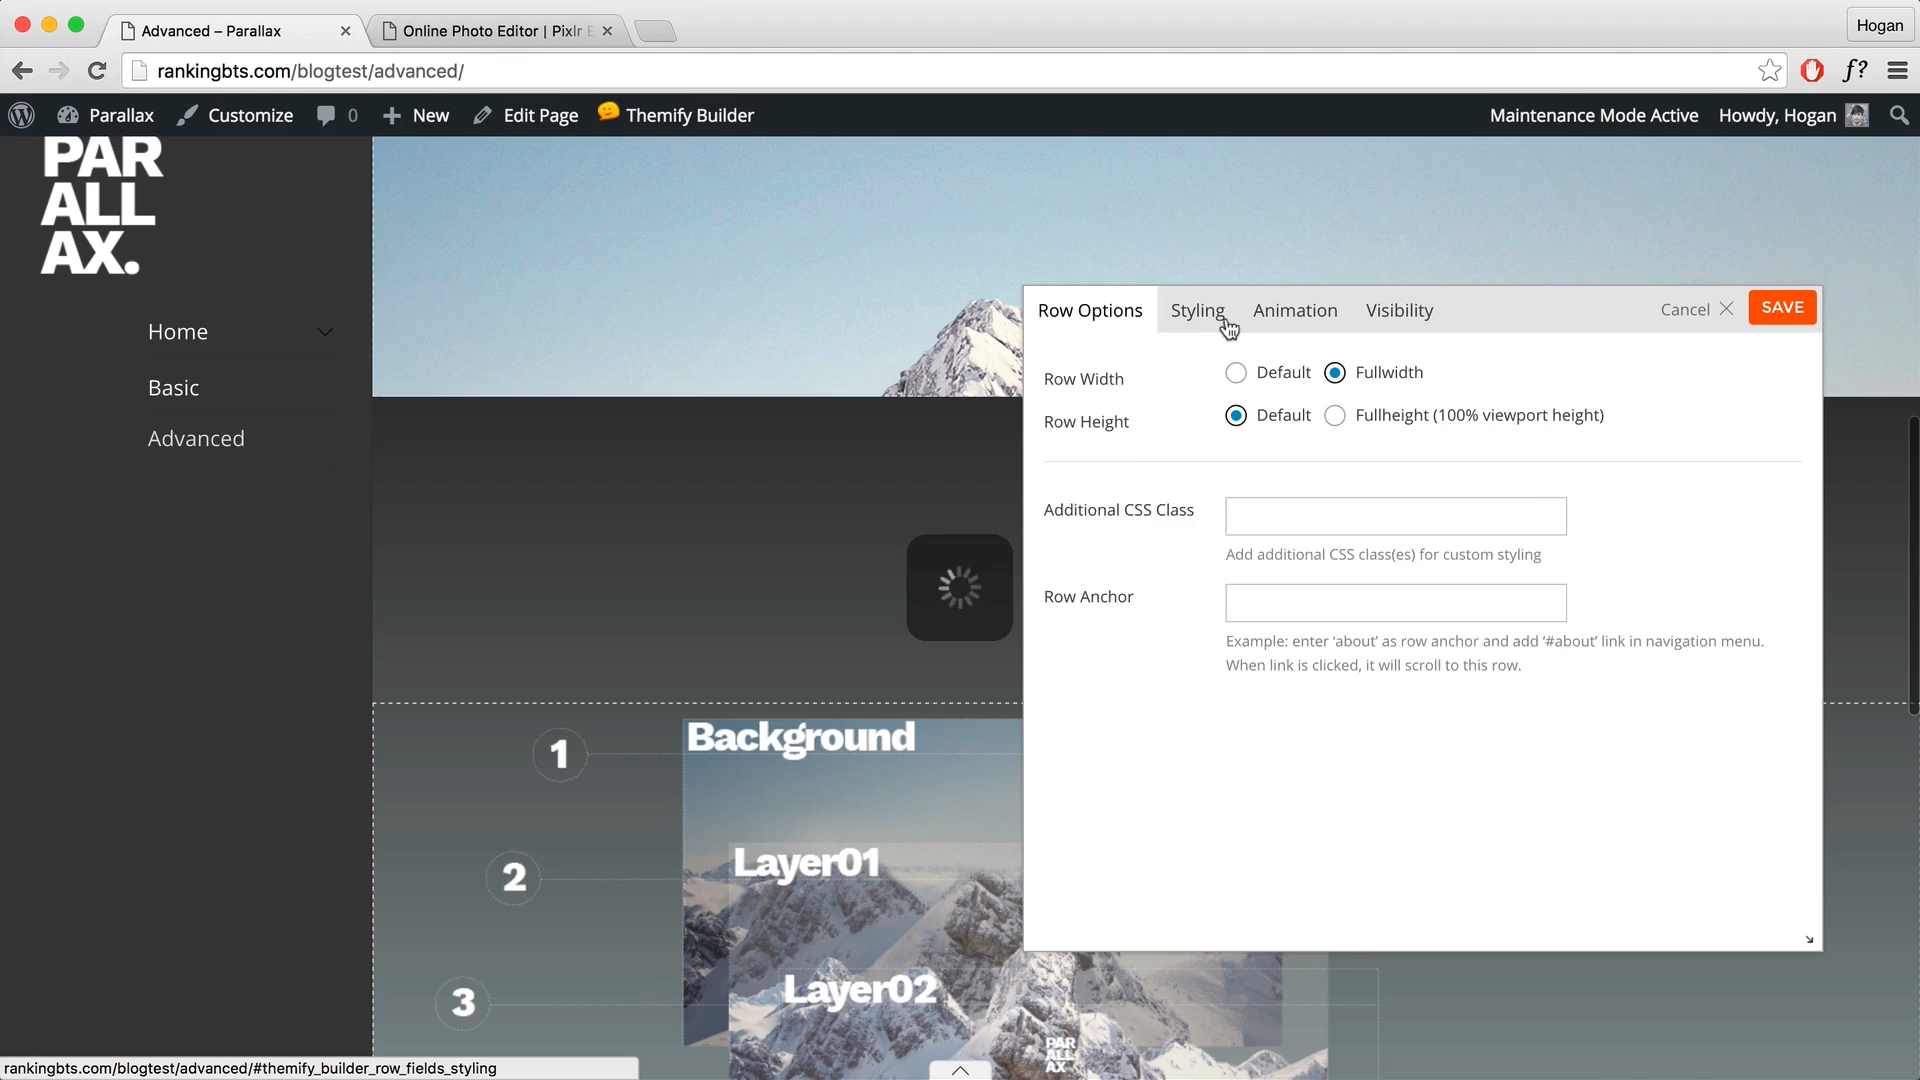 Advanced – Parallax
Online Photo Editor | Pixlr E
Hogan
rankingbts.com/blogtest/advanced/
f?
Parallax
Customize
0
New
Edit Page
Themify Builder
Maintenance Mode Active
Howdy, Hogan
PAR
ALL
AX.
Home
Basic
Advanced
Row Options
Styling
Animation
Visibility
Cancel
SAVE
Row Width
Default
Fullwidth
Row Height
Default
Fullheight (100% viewport height)
Additional CSS Class
Add additional CSS class(es) for custom styling
Row Anchor
Example: enter ‘about’ as row anchor and add ‘#about’ link in navigation menu.
When link is clicked, it will scroll to this row.
1
Background
2
Layer01
3
Layer02
PAR
ALL
AX.
rankingbts.com/blogtest/advanced/#themify_builder_row_fields_styling